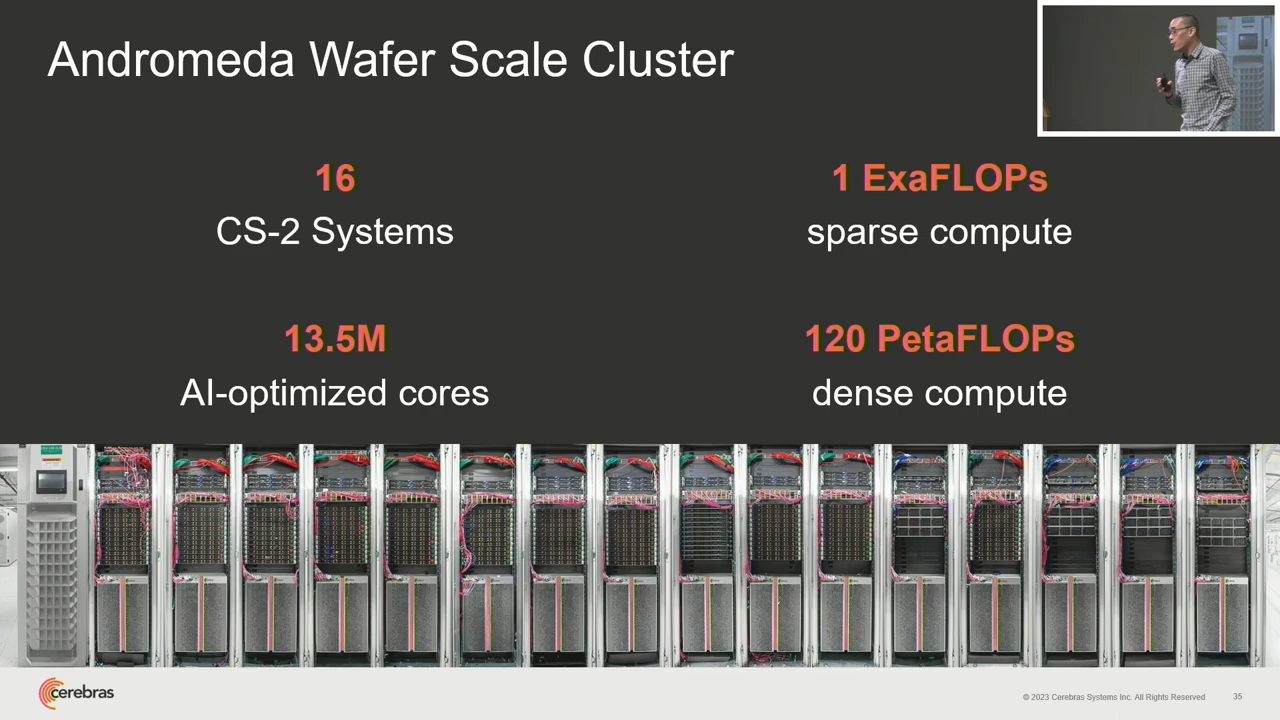 Andromeda Wafer Scale Cluster
16
CS-2 Systems
1 ExaFLOPs
sparse compute
13.5M
AI-optimized cores
120 PetaFLOPs
dense compute
cerebras
© 2023 Cerebras Systems Inc. All Rights Reserved
35